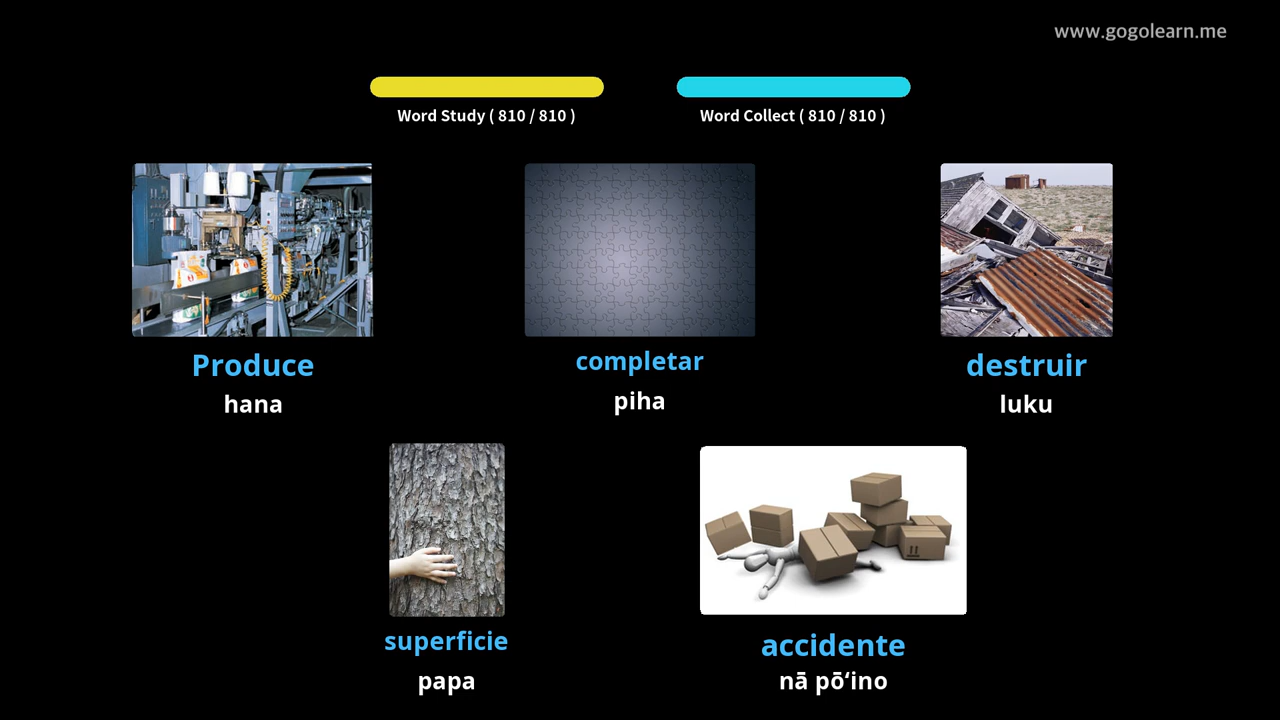 www.gogolearn.me
Word Study ( 810 / 810 )
Word Collect ( 810 / 810 )
Produce
hana
completar
piha
destruir
luku
superficie
papa
accidente
nā pōʻino